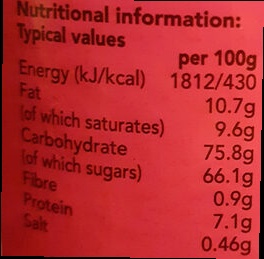 Nutritional information:
Typical values
per 100g
Energy (kJ/kcal) 1812/430
Fat 10.7g
(of which saturates) 9.6g
Carbohydrate 75.8g
(of which sugars) 66.1g
Fibre 0.9g
Protein 7.1g
Salt 0.46g